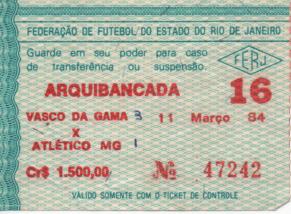 FEDERAÇÃO DE FUTEBOL DO ESTADO DO RIO DE JANEIRO
Guarde em seu poder para caso
de transferência ou suspensão.
FERJ
ARQUIBANCADA 16
VASCO DA GAMA 3 11 Março 84
X
ATLÉTICO MG 1
Cr$ 1.500,00 Nº 47242
VÁLIDO SOMENTE COM O TICKET DE CONTROLE